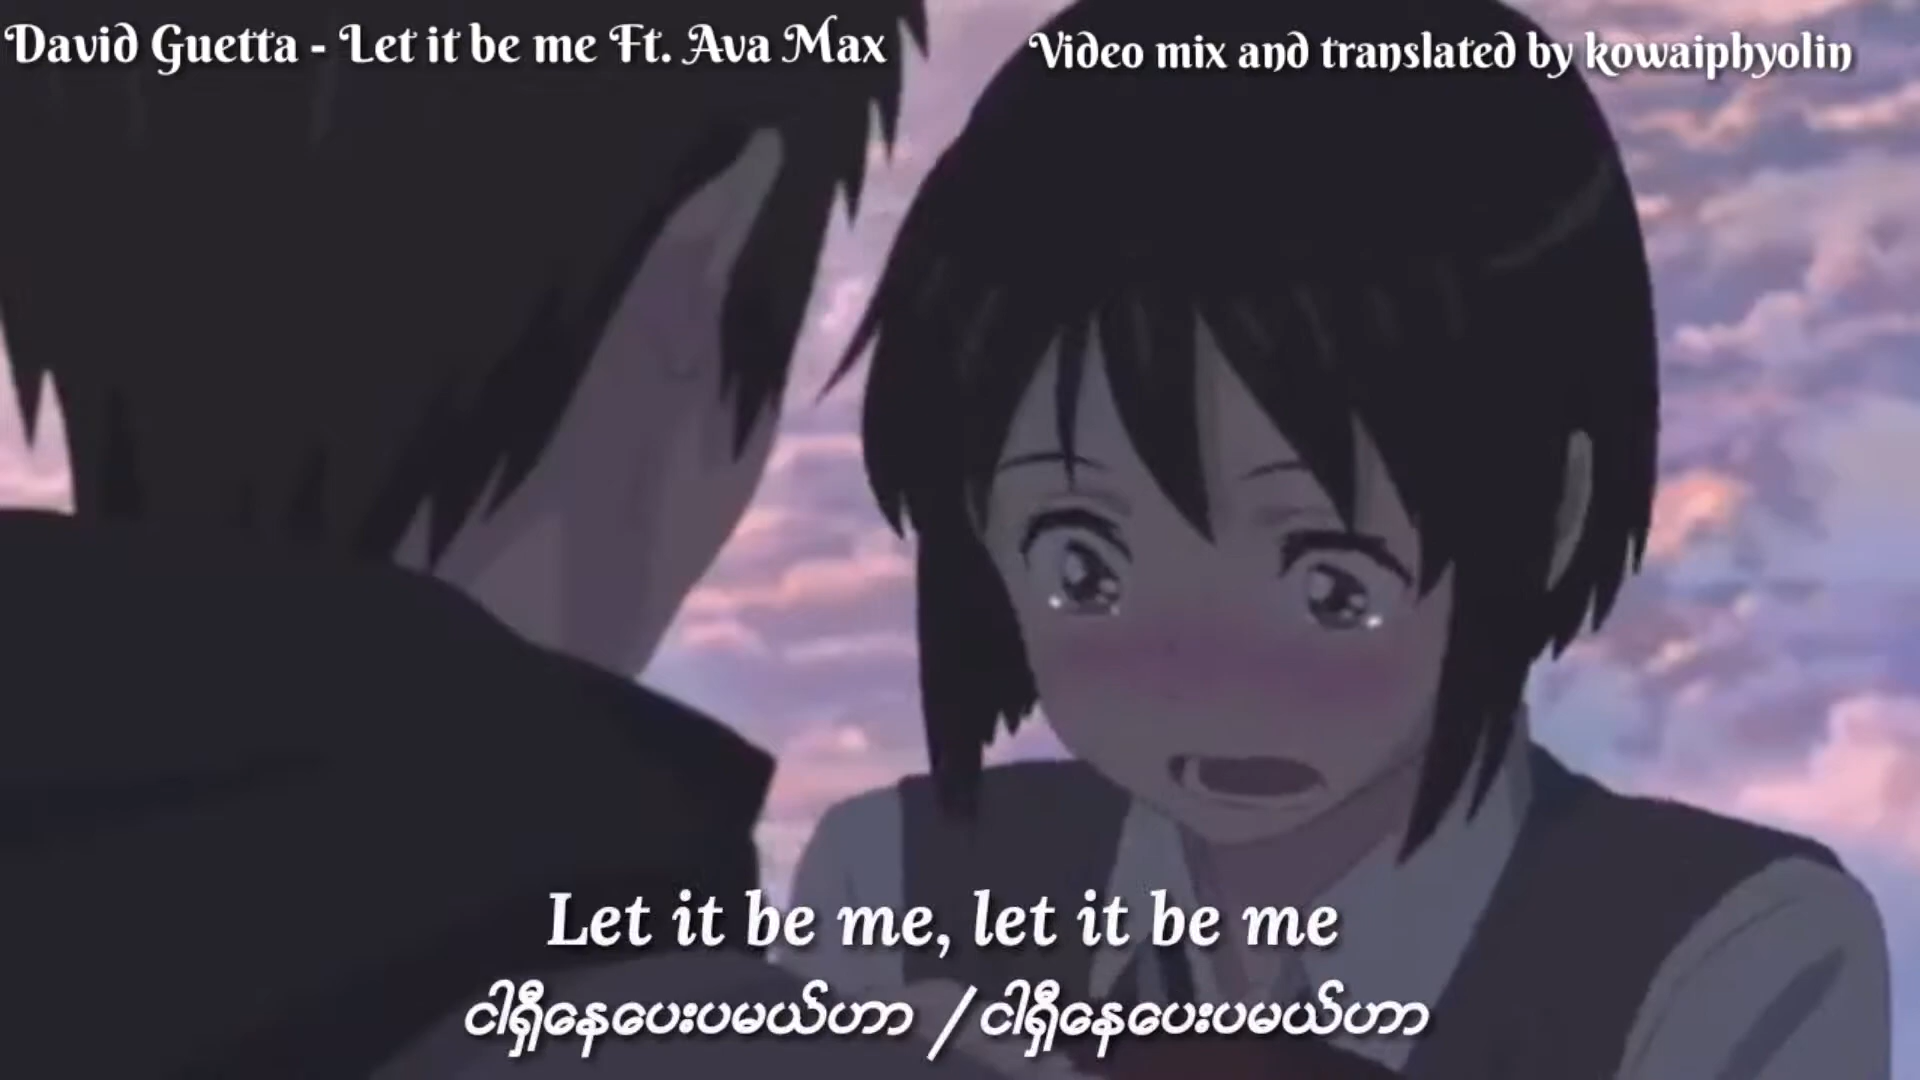 David Guetta - Let it be me Ft. Ava Max
Video mix and translated by kowaiphyolin
Let it be me, let it be me
ငါရှီနေပေးပမယ်ဟာ / ငါရှီနေပေးပမယ်ဟာ